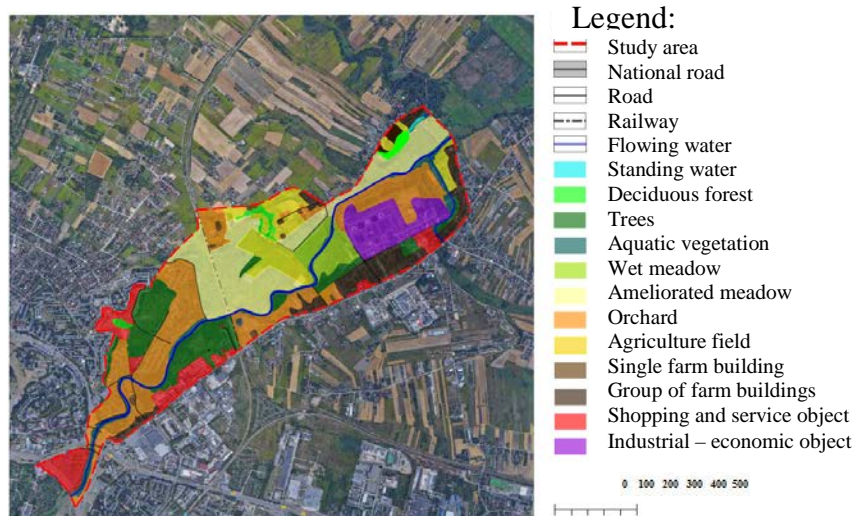 Legend:
Study area
National road
Road
Railway
Flowing water
Standing water
Deciduous forest
Trees
Aquatic vegetation
Wet meadow
Ameliorated meadow
Orchard
Agriculture field
Single farm building
Group of farm buildings
Shopping and service object
Industrial – economic object
0 100 200 300 400 500